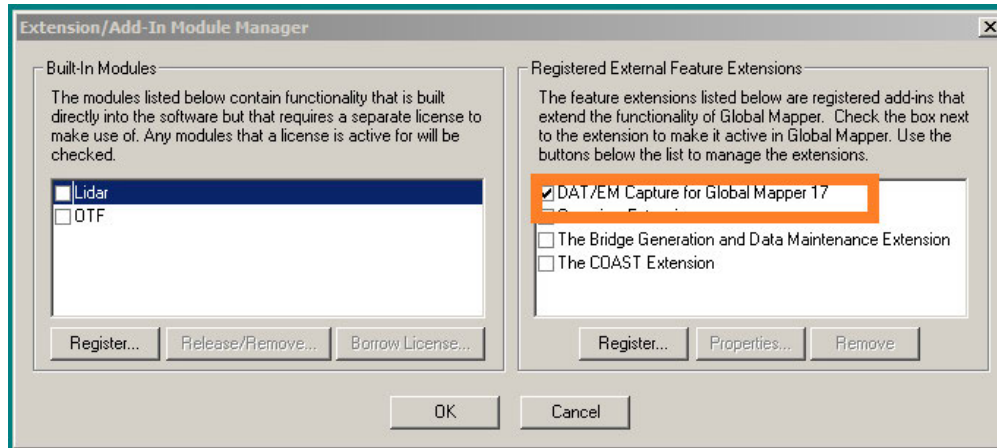 Extension/Add-In Module Manager
Built-In Modules
The modules listed below contain functionality that is built
directly into the software but that requires a separate license to
make use of. Any modules that a license is active for will be
checked.
Lidar
OTF
Register...
Release/Remove...
Borrow License...
Registered External Feature Extensions
The feature extensions listed below are registered add-ins that
extend the functionality of Global Mapper. Check the box next
to the extension to make it active in Global Mapper. Use the
buttons below the list to manage the extensions.
DAT/EM Capture for Global Mapper 17
The Bridge Generation and Data Maintenance Extension
The COAST Extension
Register...
Properties...
Remove
OK
Cancel